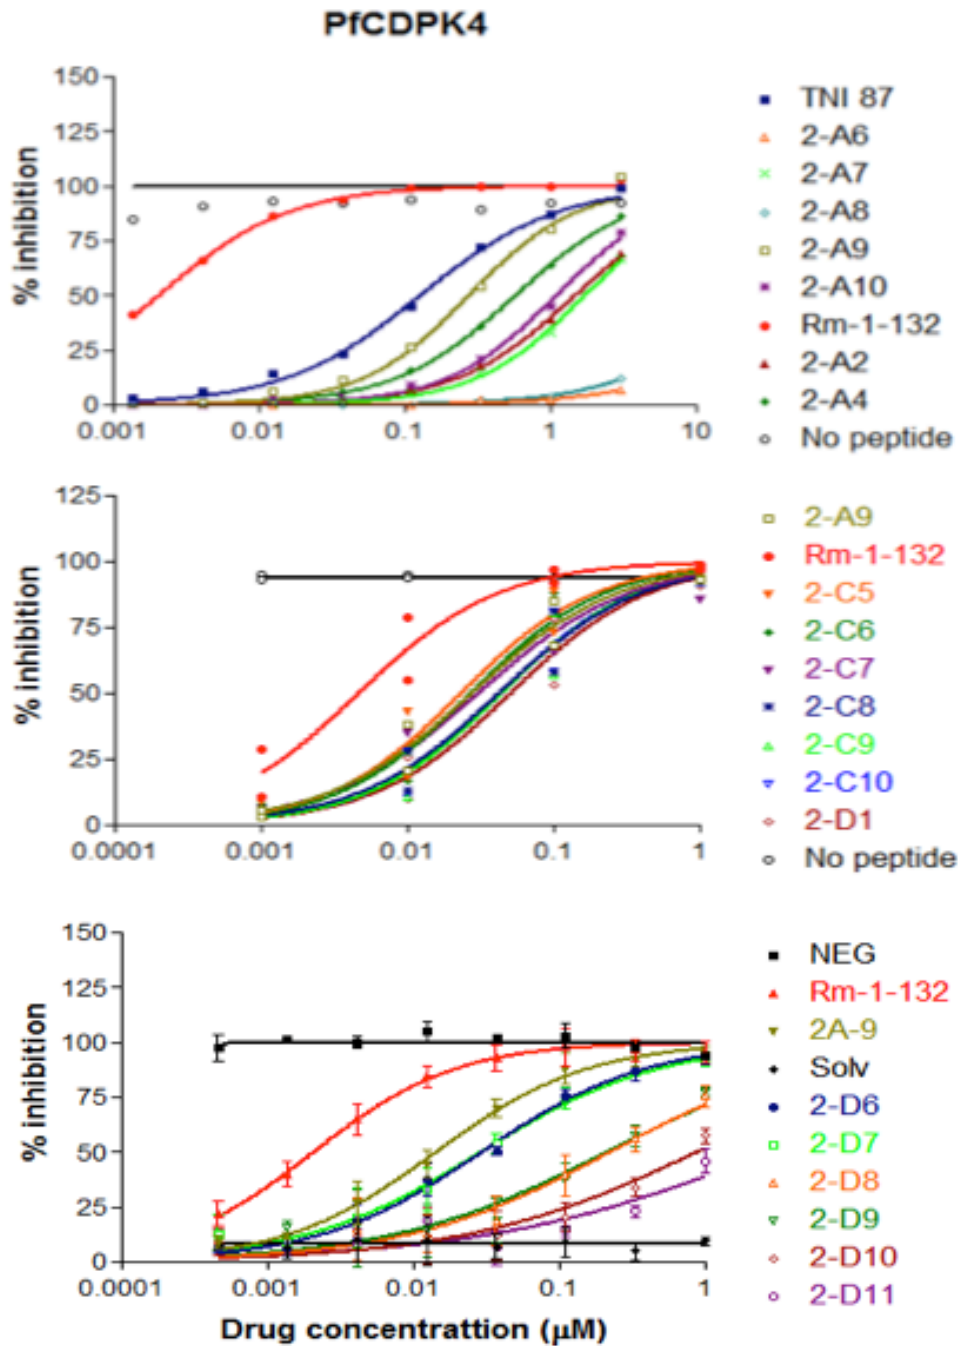 PfCDPK4
% inhibition
150
125
100
75
50
25
0
0.001 0.01 0.1 1 10
TNI 87
2-A6
2-A7
2-A8
2-A9
2-A10
Rm-1-132
2-A2
2-A4
No peptide
% inhibition
125
100
75
50
25
0
0.0001 0.001 0.01 0.1 1
2-A9
Rm-1-132
2-C5
2-C6
2-C7
2-C8
2-C9
2-C10
2-D1
No peptide
% inhibition
150
125
100
75
50
25
0
0.0001 0.001 0.01 0.1 1
Drug concentrattion (µM)
NEG
Rm-1-132
2A-9
Solv
2-D6
2-D7
2-D8
2-D9
2-D10
2-D11